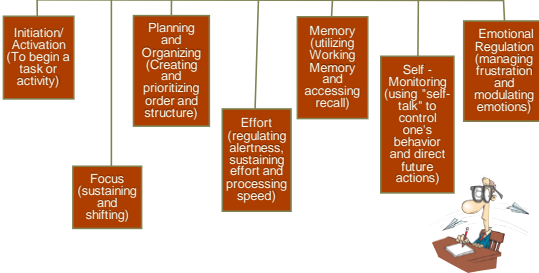 Initiation/
Activation
(To begin a
task or
activity)
Focus
(sustaining
and
shifting)
Planning
and
Organizing
(Creating
and
prioritizing
order and
structure)
Effort
(regulating
alertness,
sustaining
effort and
processing
speed)
Memory
(utilizing
Working
Memory
and
accessing
recall)
Self -
Monitoring
(using "self-
talk" to
control
one's
behavior
and direct
future
actions)
Emotional
Regulation
(managing
frustration
and
modulating
emotions)